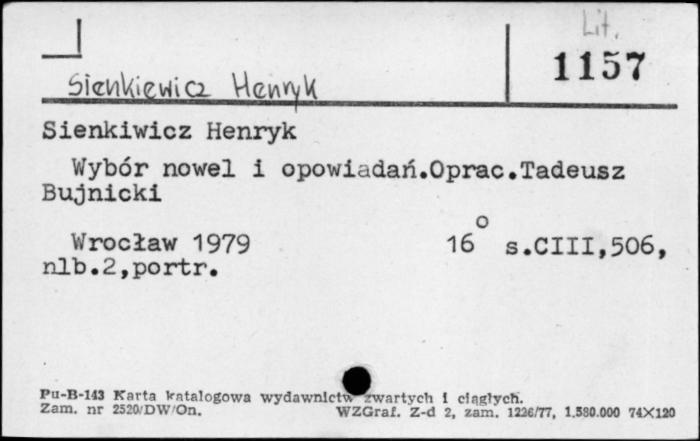 Lit.
1157
Sienkiewicz Henryk
Sienkiwicz Henryk
Wybór nowel i opowiadań.Oprac.Tadeusz
Bujnicki
Wrocław 1979 16° s.CIII,506,
nlb.2,portr.
Pu-B-143 Karta katalogowa wydawnictw zwartych i ciągłych.
Zam. nr 2520/DW/On. WZGraf. Z-d 2, zam. 1226/77, 1.580.000 74X120